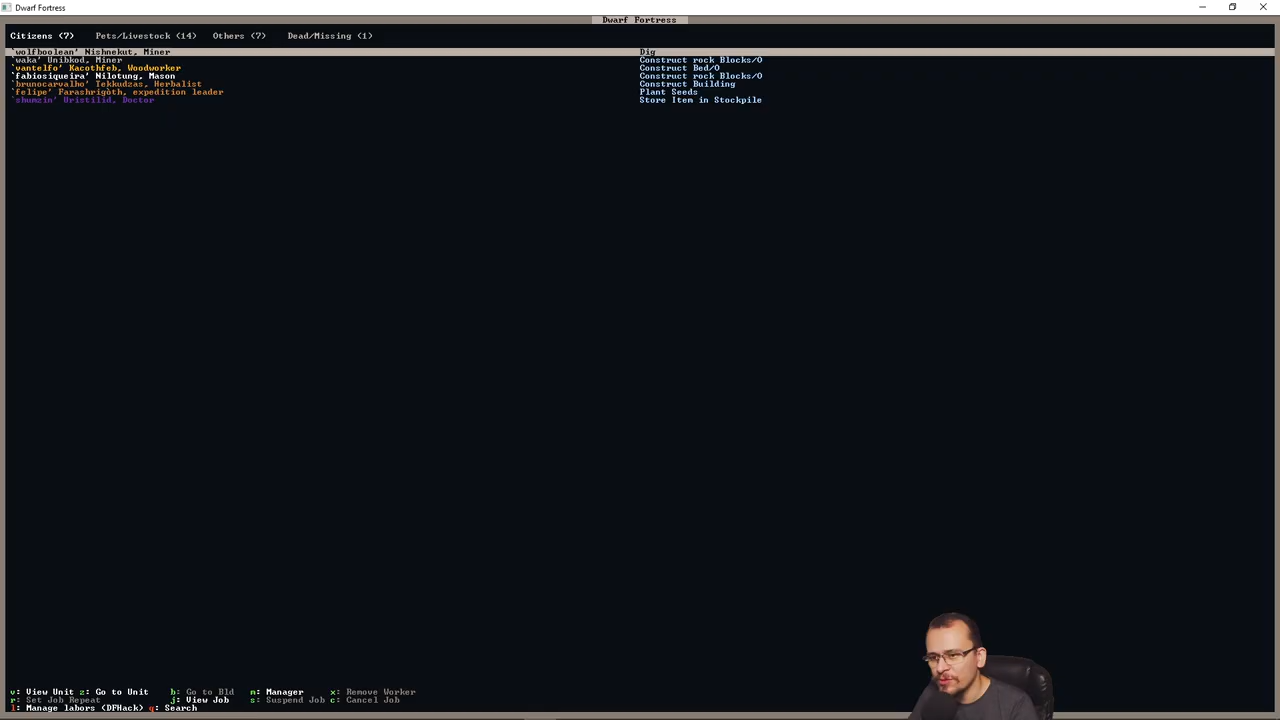 Dwarf Fortress
Dwarf Fortress
Citizens (7) Pets/Livestock (14) Others (7) Dead/Missing (1)
`wolfboolean' Nishnekut, Miner Dig
`waka' Unibkod, Miner Construct rock Blocks/O
`vantelfo' Kacothfeb, Woodworker Construct Bed/O
`fabiosiqueira' Nilotung, Mason Construct rock Blocks/O
`brunocarvalho' Tekkudzas, Herbalist Construct Building
`felipe' Farashrigoth, expedition leader Plant Seeds
`shumzin' Uristilid, Doctor Store Item in Stockpile
v: View Unit z: Go to Unit b: Go to Bld m: Manager x: Remove Worker
r: Set Job Repeat j: View Job s: Suspend Job c: Cancel Job
l: Manage labors (DFHack) q: Search